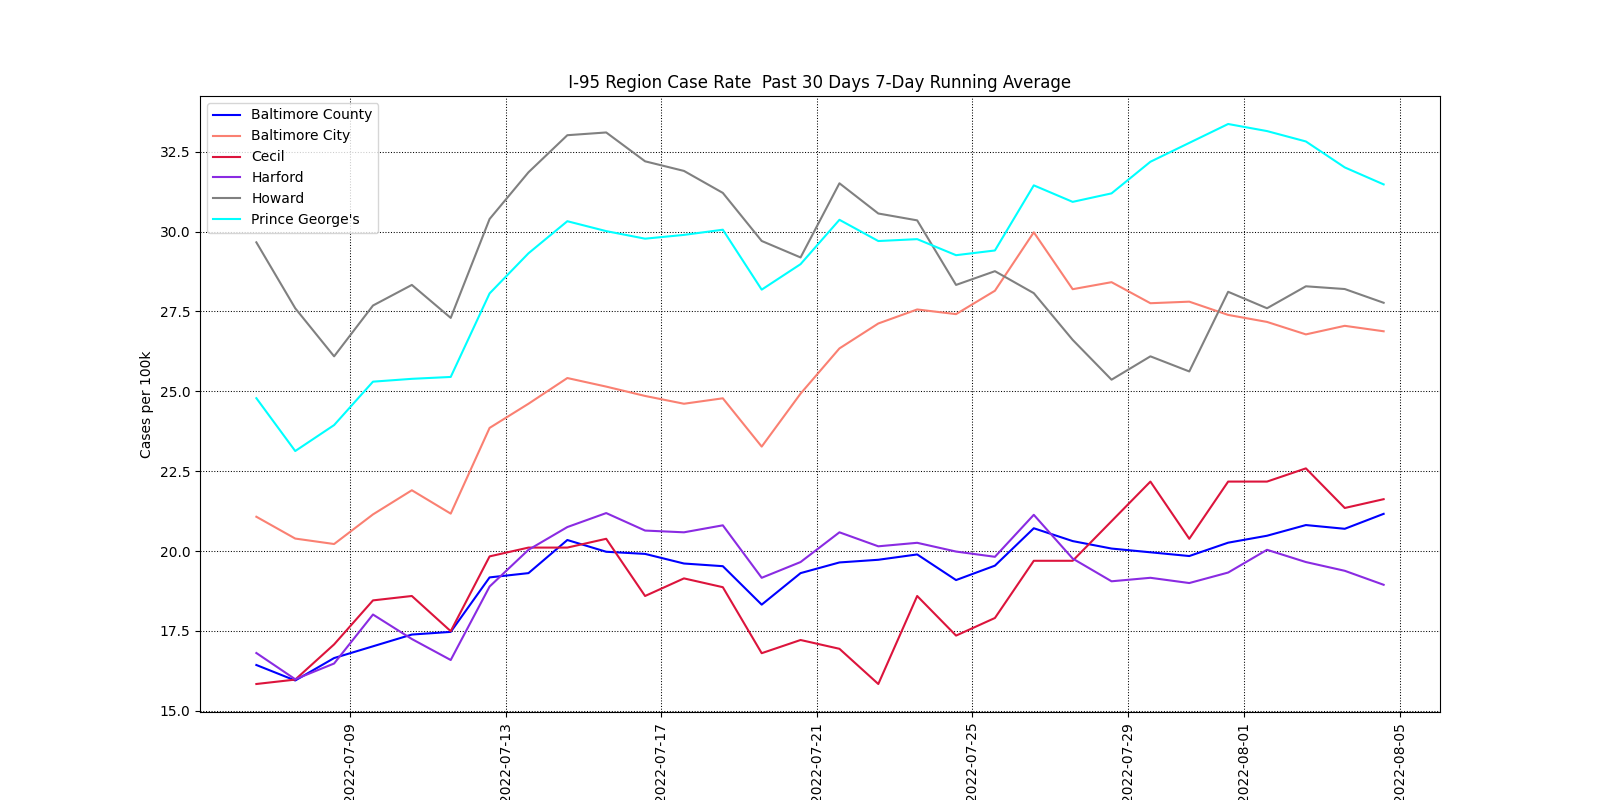 I-95 Region Case Rate  Past 30 Days 7-Day Running Average
Baltimore County
Baltimore City
Cecil
Harford
Howard
Prince George's
Cases per 100k
32.5
30.0
27.5
25.0
22.5
20.0
17.5
15.0
2022-07-09
2022-07-13
2022-07-17
2022-07-21
2022-07-25
2022-07-29
2022-08-01
2022-08-05